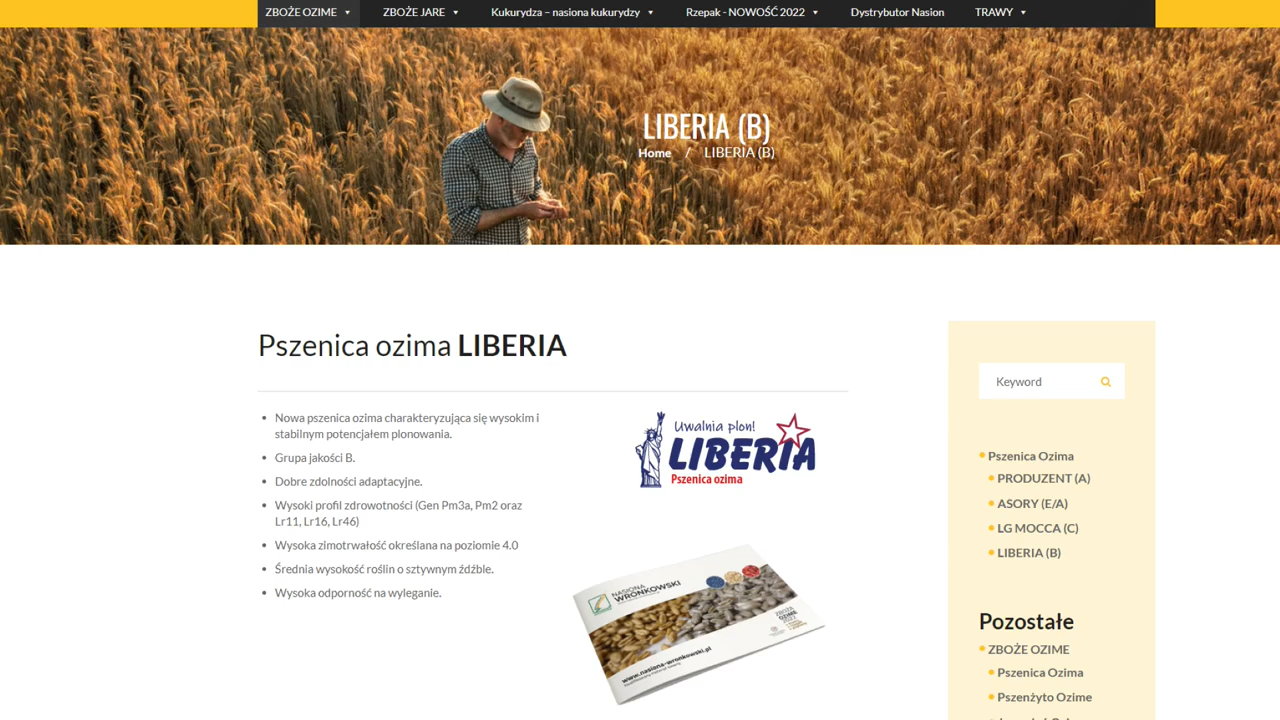 ZBOŻE OZIME
ZBOŻE JARE
Kukurydza – nasiona kukurydzy
Rzepak - NOWOŚĆ 2022
Dystrybutor Nasion
TRAWY
LIBERIA (B)
Home / LIBERIA (B)
Pszenica ozima LIBERIA
• Nowa pszenica ozima charakteryzująca się wysokim i
stabilnym potencjałem plonowania.
• Grupa jakości B.
• Dobre zdolności adaptacyjne.
• Wysoki profil zdrowotności (Gen Pm3a, Pm2 oraz
Lr11, Lr16, Lr46)
• Wysoka zimotrwałość określana na poziomie 4.0
• Średnia wysokość roślin o sztywnym źdźble.
• Wysoka odporność na wyleganie.
Uwalnia plon!
LIBERIA
Pszenica ozima
NASIONA
WRONKOWSKI
ZBOŻA
OZIME
www.nasiona-wronkowski.pl
Keyword
Pszenica Ozima
PRODUZENT (A)
ASORY (E/A)
LG MOCCA (C)
LIBERIA (B)
Pozostałe
ZBOŻE OZIME
Pszenica Ozima
Pszenżyto Ozime